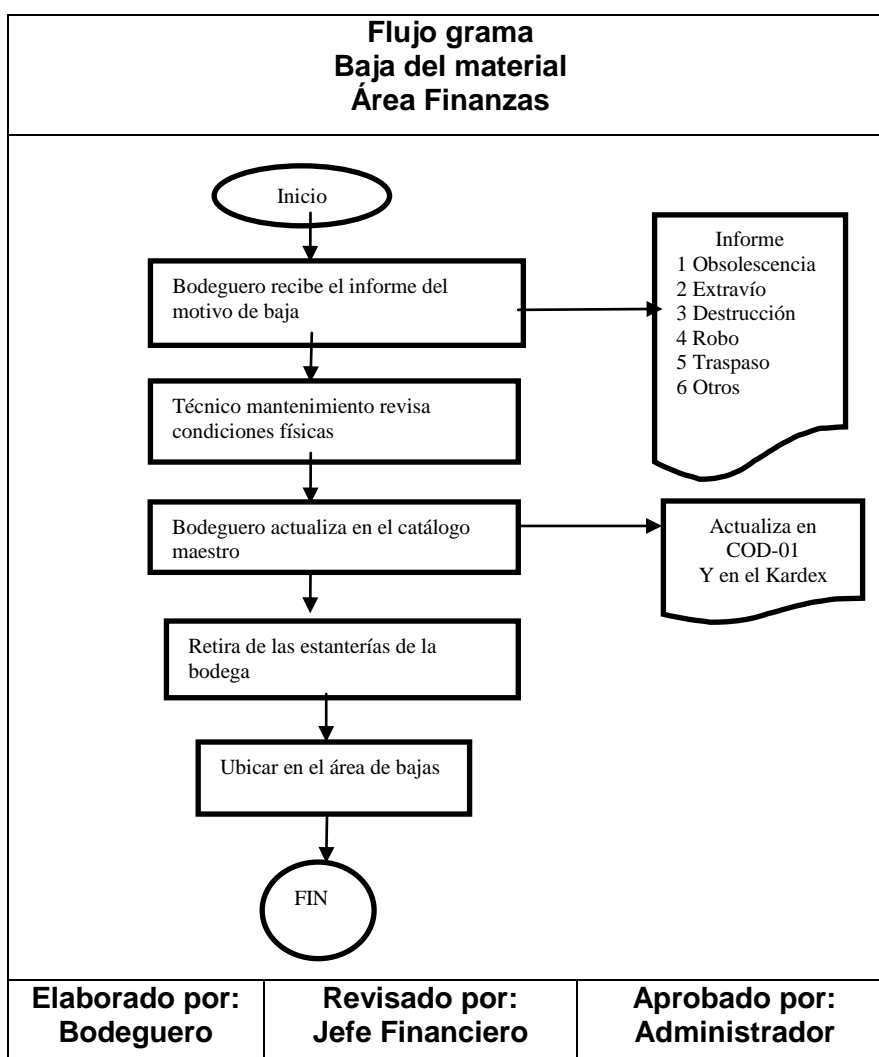 Flujo grama
Baja del material
Área Finanzas
Inicio
Bodeguero recibe el informe del
motivo de baja
Informe
1 Obsolescencia
2 Extravío
3 Destrucción
4 Robo
5 Traspaso
6 Otros
Técnico mantenimiento revisa
condiciones físicas
Bodeguero actualiza en el catálogo
maestro
Actualiza en
COD-01
Y en el Kardex
Retira de las estanterías de la
bodega
Ubicar en el área de bajas
FIN
Elaborado por:
Bodeguero
Revisado por:
Jefe Financiero
Aprobado por:
Administrador